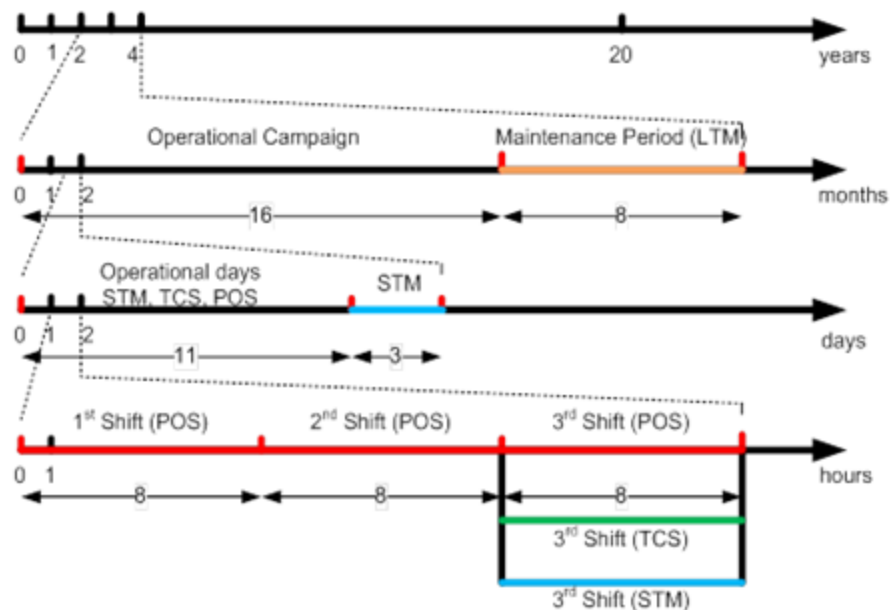 0 1 2 4 20
years
Operational Campaign Maintenance Period (LTM)
0 1 2
months
16 8
Operational days STM
STM, TCS, POS
0 1 2
days
11 3
1st Shift (POS) 2nd Shift (POS) 3rd Shift (POS)
0 1
hours
8 8 8
3rd Shift (TCS)
3rd Shift (STM)